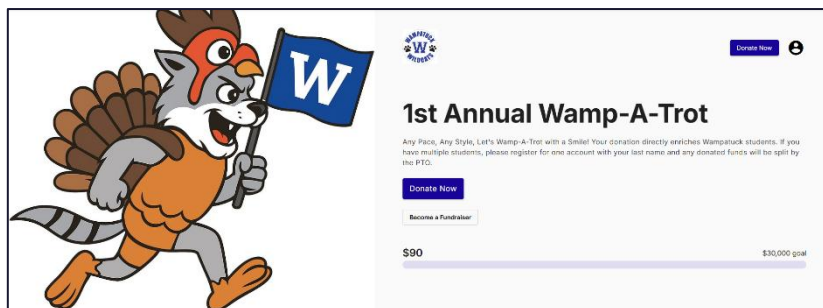 W
WAMPATUCK
W
WILDCATS
Donate Now
1st Annual Wamp-A-Trot
Any Pace, Any Style, Let's Wamp-A-Trot with a Smile! Your donation directly enriches Wampatuck students. If you
have multiple students, please register for one account with your last name and any donated funds will be split by
the PTO.
Donate Now
Become a Fundraiser
$90
$30,000 goal